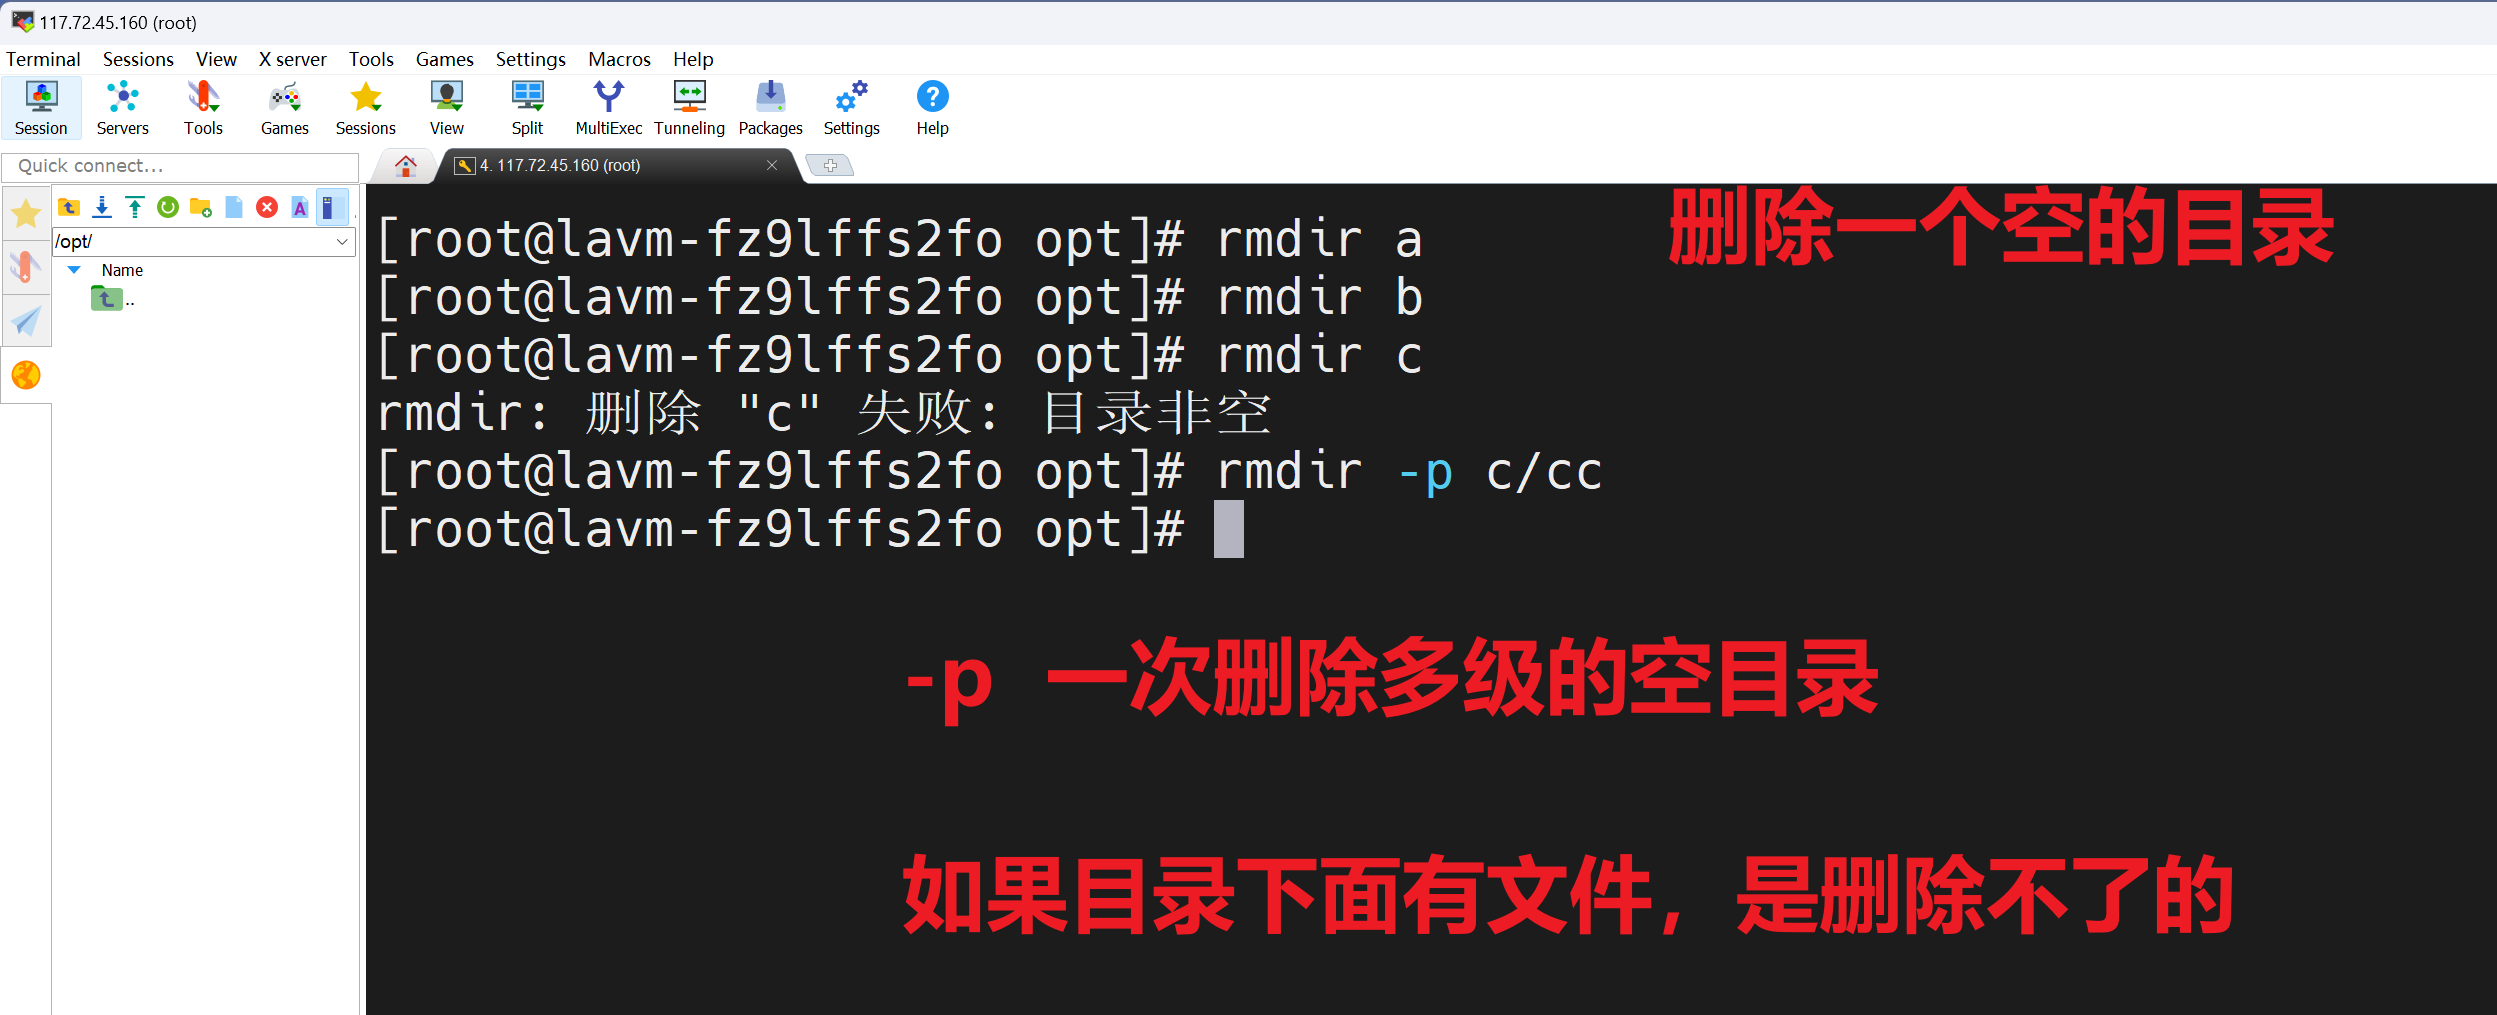 117.72.45.160 (root)
Terminal Sessions View X server Tools Games Settings Macros Help
Session Servers Tools Games Sessions View Split MultiExec Tunneling Packages Settings Help
Quick connect...
4. 117.72.45.160 (root)
/opt/
Name
..
[root@lavm-fz9lffs2fo opt]# rmdir a
删除一个空的目录
[root@lavm-fz9lffs2fo opt]# rmdir b
[root@lavm-fz9lffs2fo opt]# rmdir c
rmdir: 删除 "c" 失败: 目录非空
[root@lavm-fz9lffs2fo opt]# rmdir -p c/cc
[root@lavm-fz9lffs2fo opt]#
-p 一次删除多级的空目录
如果目录下面有文件，是删除不了的